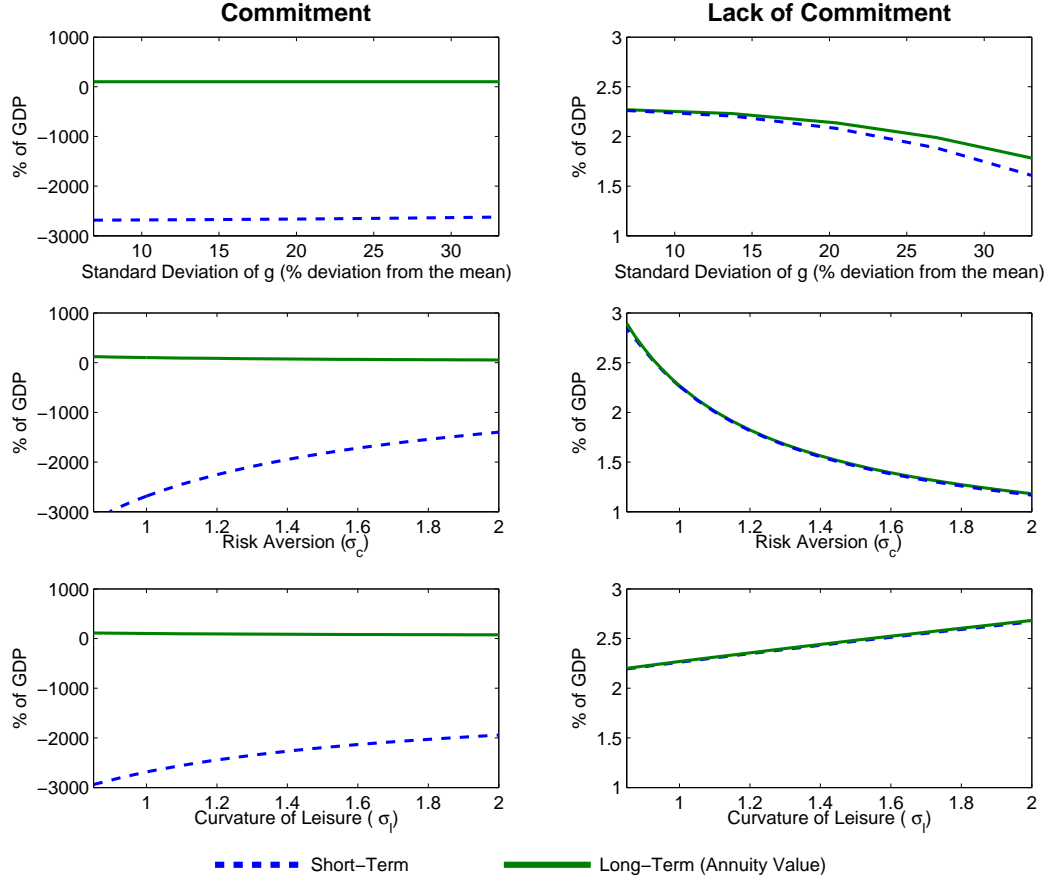 Commitment
Lack of Commitment
1000
0
−1000
−2000
−3000
% of GDP
10 15 20 25 30
Standard Deviation of g (% deviation from the mean)
3
2.5
2
1.5
1
% of GDP
10 15 20 25 30
Standard Deviation of g (% deviation from the mean)
1000
0
−1000
−2000
−3000
% of GDP
1 1.2 1.4 1.6 1.8 2
Risk Aversion (σc)
3
2.5
2
1.5
1
% of GDP
1 1.2 1.4 1.6 1.8 2
Risk Aversion (σc)
1000
0
−1000
−2000
−3000
% of GDP
1 1.2 1.4 1.6 1.8 2
Curvature of Leisure ( σl)
3
2.5
2
1.5
1
% of GDP
1 1.2 1.4 1.6 1.8 2
Curvature of Leisure ( σl)
Short−Term
Long−Term (Annuity Value)